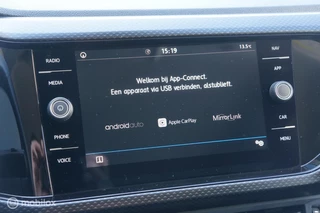 15:19
13.5°C
RADIO
MEDIA
PHONE
VOICE
Welkom bij App-Connect.
Een apparaat via USB verbinden, alstublieft.
androidauto
Apple CarPlay
MirrorLink
NAV
APP
CAR
MENU